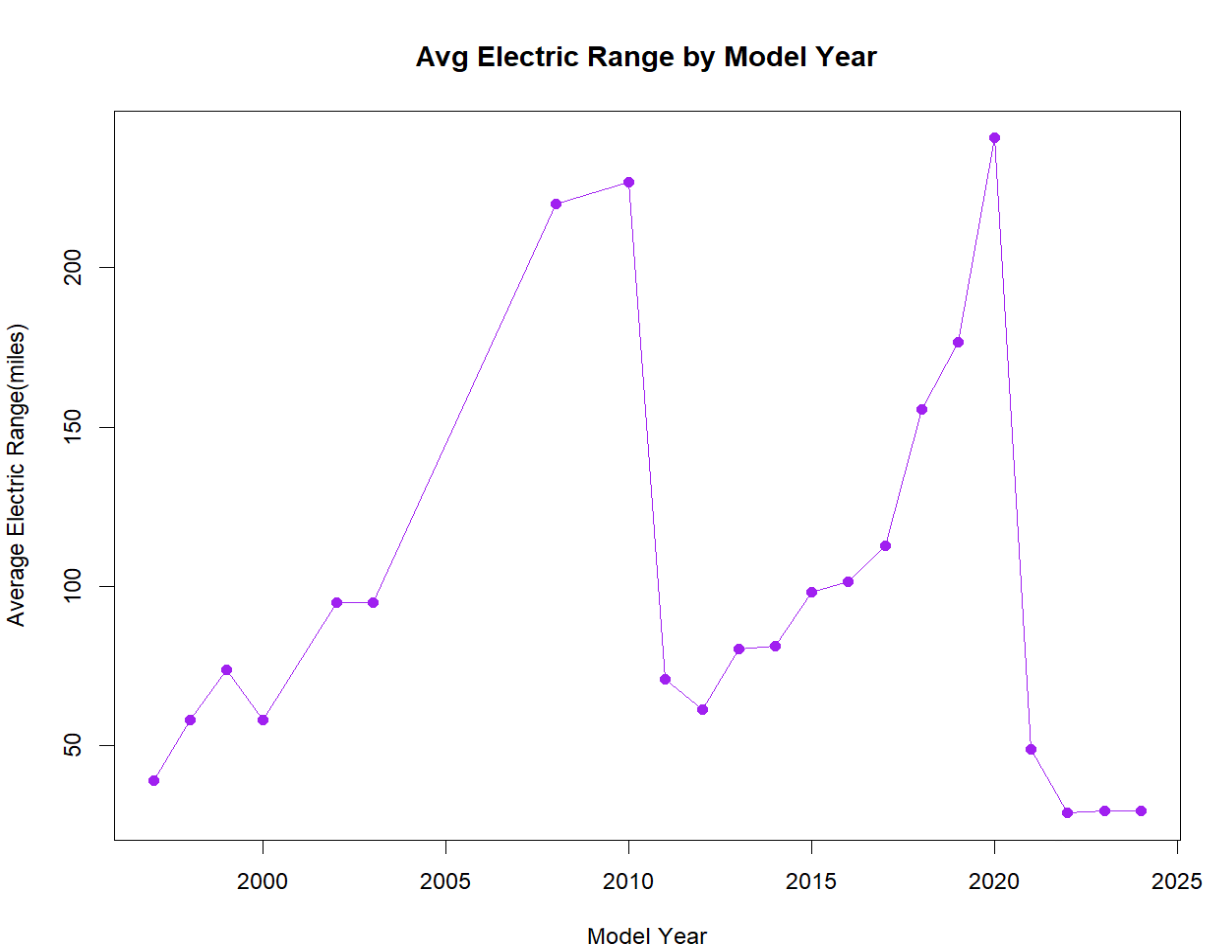 Avg Electric Range by Model Year
Average Electric Range(miles)
200
150
100
50
2000 2005 2010 2015 2020 2025
Model Year